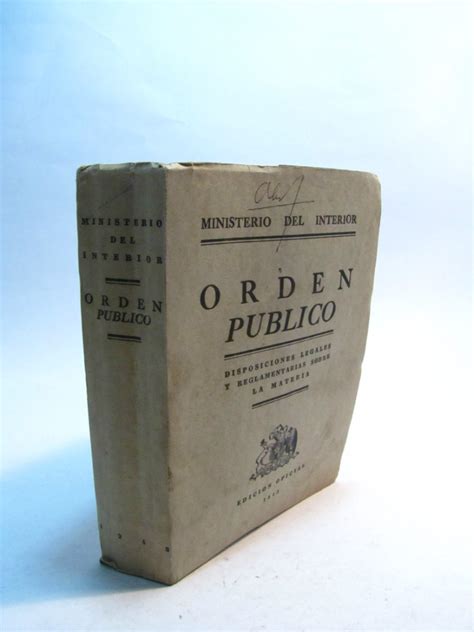 MINISTERIO
DEL
INTERIOR
ORDEN
PUBLICO
MINISTERIO DEL INTERIOR
ORDEN
PUBLICO
DISPOSICIONES LEGALES
Y REGLAMENTARIAS SOBRE
LA MATERIA
EDICION OFICIAL